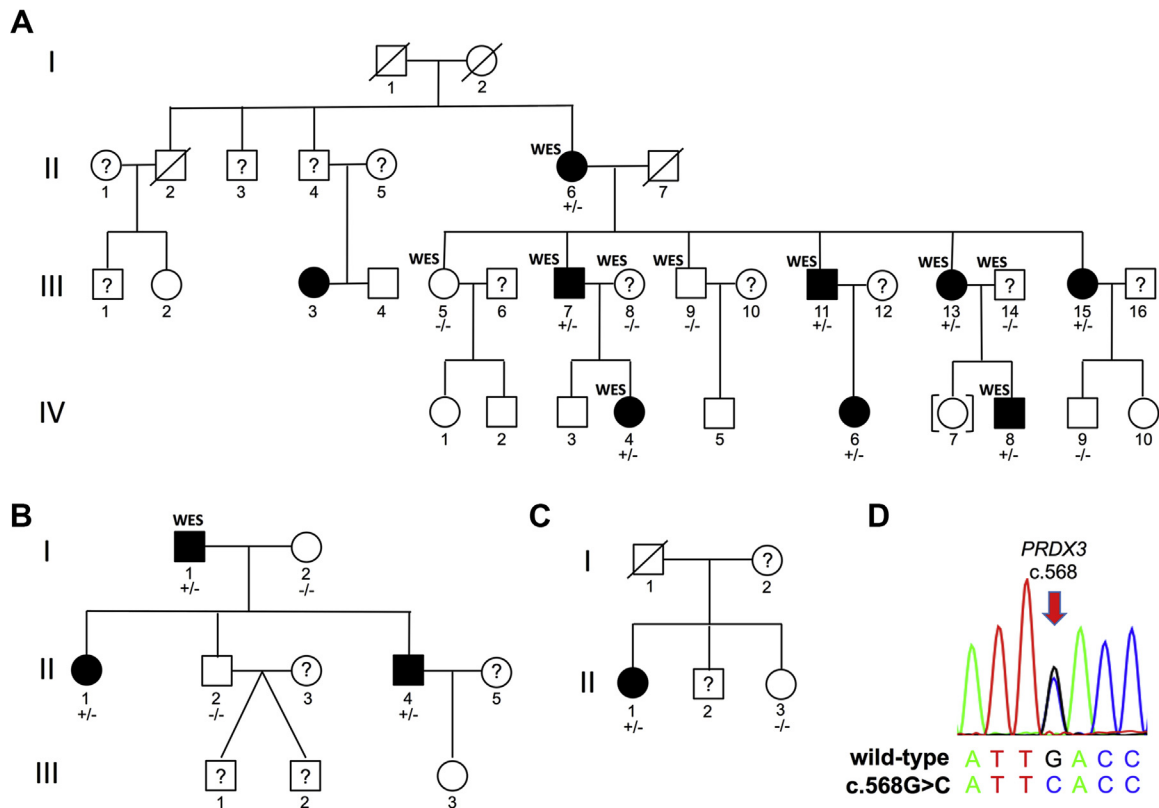 A
I
1 2
WES
II
? ? ? ? ?
1 2 3 4 5 6 7
+/-
WES WES WES WES WES WES WES
III
? ? ? ? ? ? ?
1 2 3 4 5 6 7 8 9 10 11 12 13 14 15 16
-/- +/- -/- -/- +/- +/- -/- +/-
WES WES
IV
1 2 3 4 5 6 [ ] 7 8 9 10
+/- +/- +/- -/-
B
WES
I
1 2
+/- -/-
II
? ?
1 2 3 4 5
+/- -/- +/-
III
? ?
1 2 3
C
I
?
1 2
II
?
1 2 3
+/- -/-
D
PRDX3
c.568
wild-type A T T G A C C
c.568G>C A T T C A C C